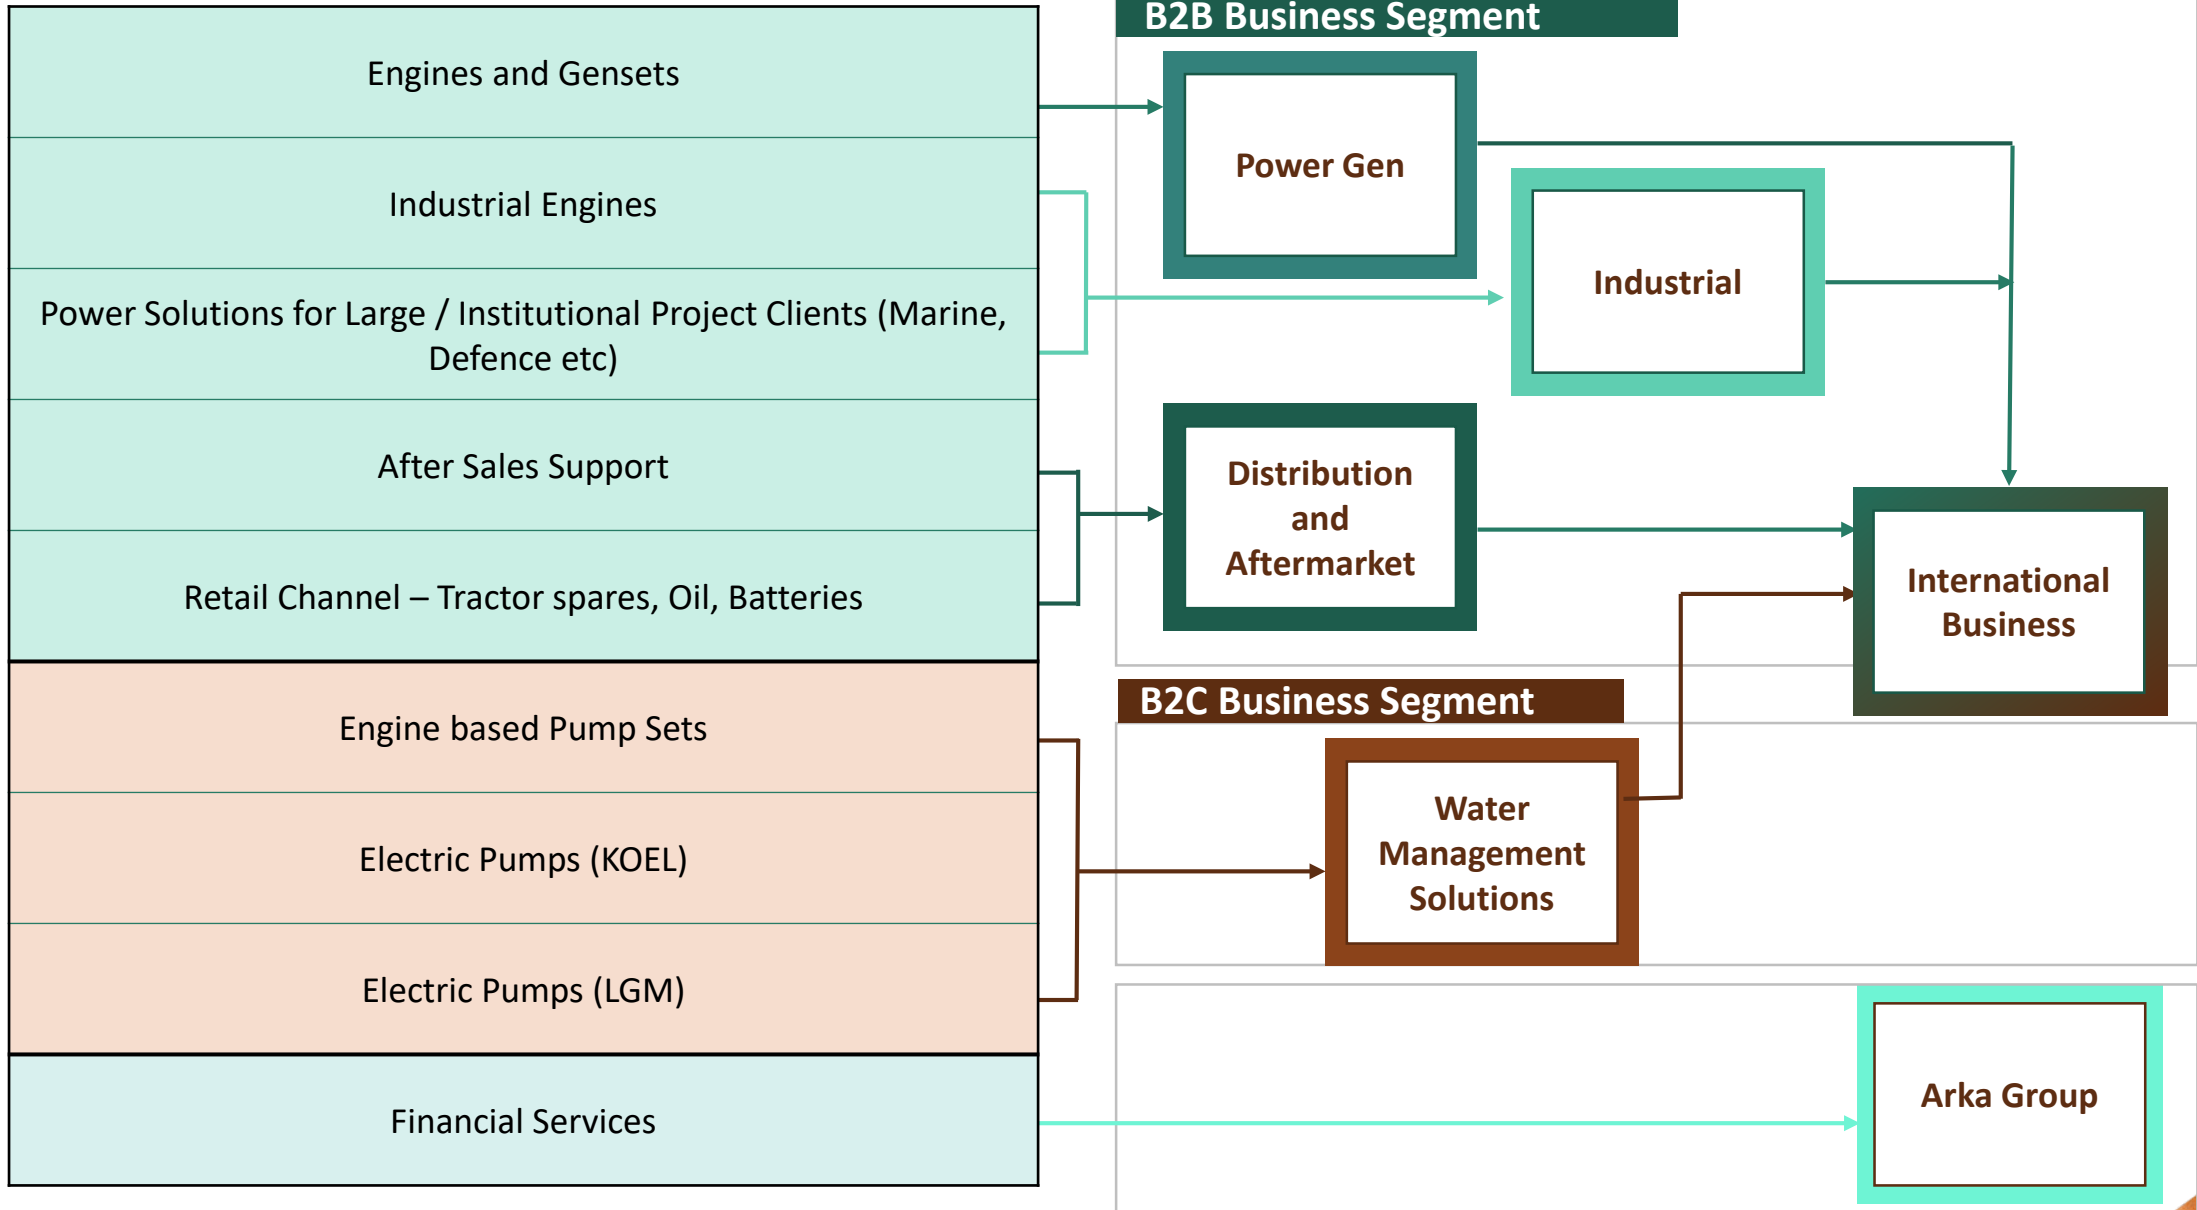 Engines and Gensets
Industrial Engines
Power Solutions for Large / Institutional Project Clients (Marine,
Defence etc)
After Sales Support
Retail Channel – Tractor spares, Oil, Batteries
Engine based Pump Sets
Electric Pumps (KOEL)
Electric Pumps (LGM)
Financial Services
B2B Business Segment
Power Gen
Industrial
Distribution
and
Aftermarket
International
Business
B2C Business Segment
Water
Management
Solutions
Arka Group